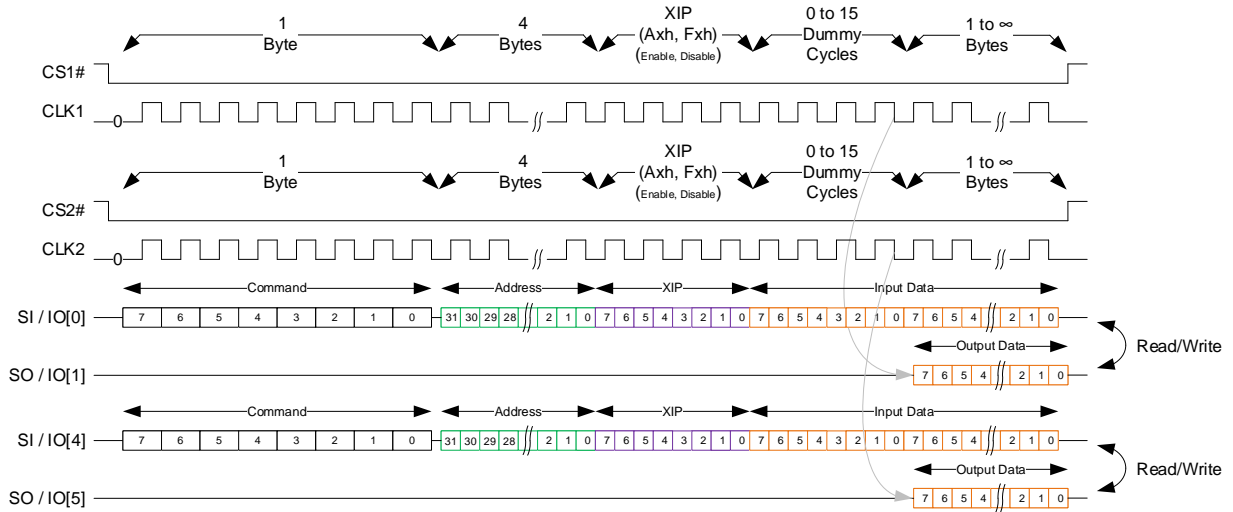 1
Byte
4
Bytes
XIP
(Axh, Fxh)
(Enable, Disable)
0 to 15
Dummy
Cycles
1 to ∞
Bytes
CS1#
CLK1
0
1
Byte
4
Bytes
XIP
(Axh, Fxh)
(Enable, Disable)
0 to 15
Dummy
Cycles
1 to ∞
Bytes
CS2#
CLK2
0
Command Address XIP Input Data
SI / IO[0] 7 6 5 4 3 2 1 0 31 30 29 28 2 1 0 7 6 5 4 3 2 1 0 7 6 5 4 3 2 1 0 7 6 5 4 2 1 0
Output Data
Read/Write
SO / IO[1] 7 6 5 4 2 1 0
Command Address XIP Input Data
SI / IO[4] 7 6 5 4 3 2 1 0 31 30 29 28 2 1 0 7 6 5 4 3 2 1 0 7 6 5 4 3 2 1 0 7 6 5 4 2 1 0
Output Data
Read/Write
SO / IO[5] 7 6 5 4 2 1 0